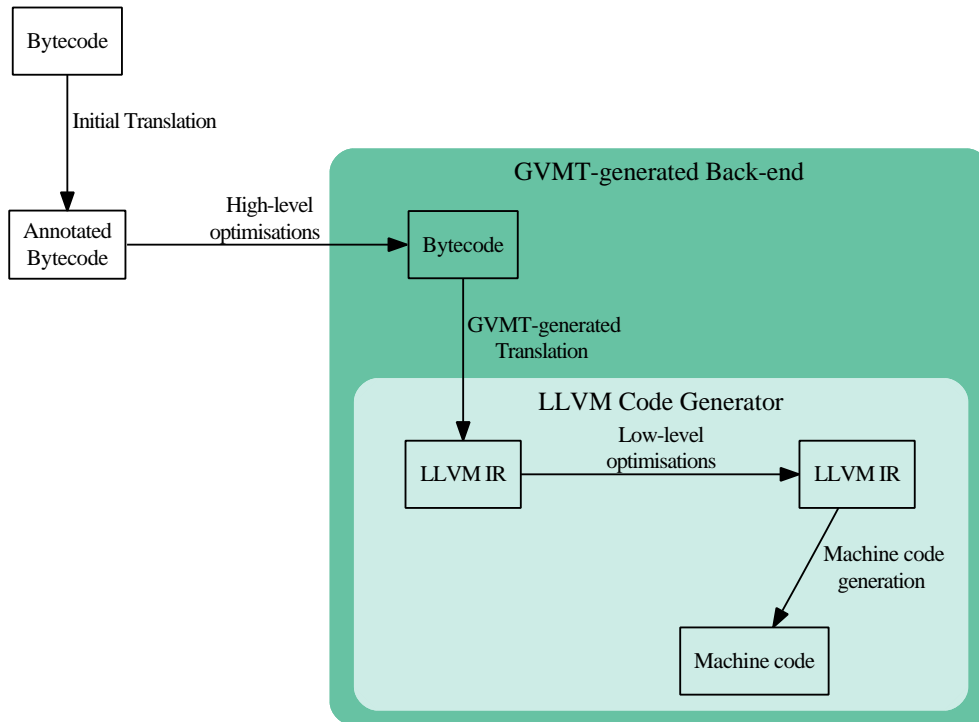 Bytecode
Initial Translation
GVMT-generated Back-end
High-level
optimisations
Annotated
Bytecode
Bytecode
GVMT-generated
Translation
LLVM Code Generator
Low-level
optimisations
LLVM IR
LLVM IR
Machine code
generation
Machine code